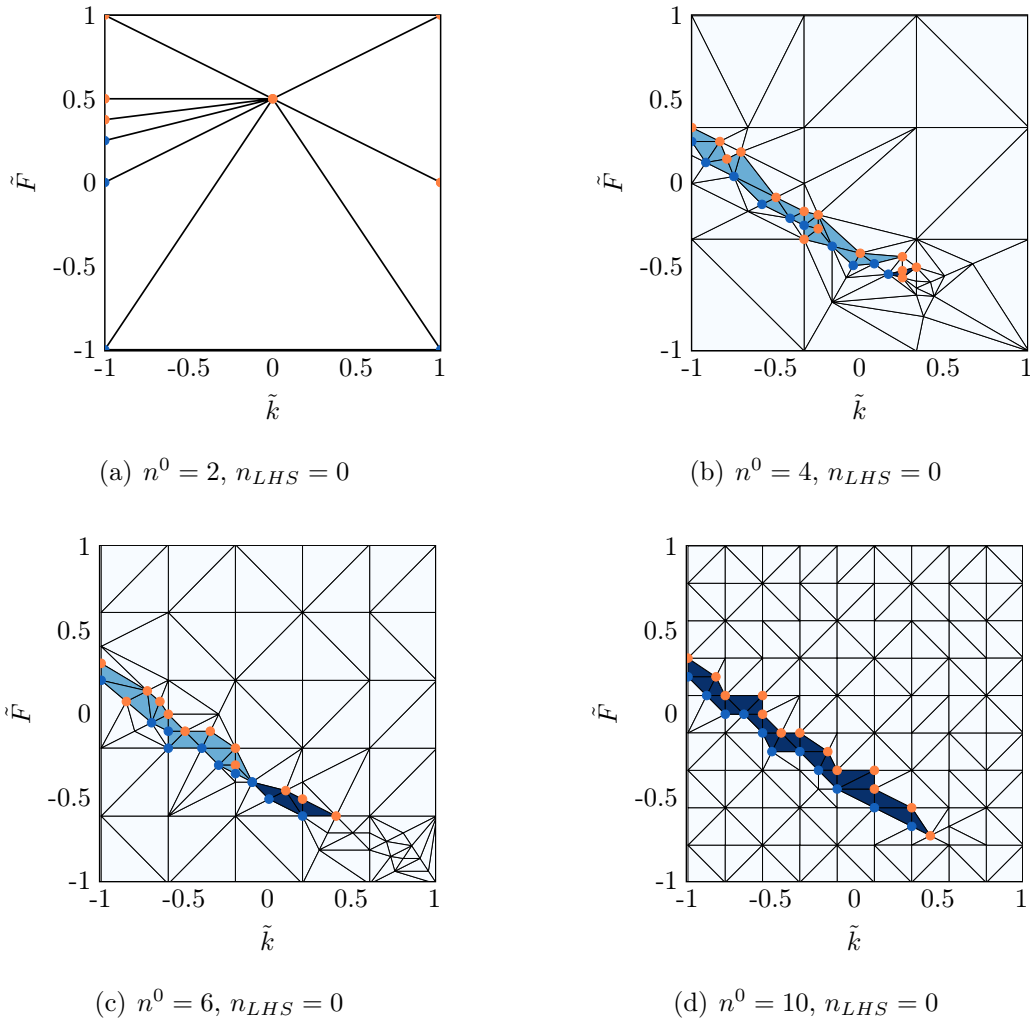 1 1
0.5 0.5
F̃ 0 F̃ 0
-0.5 -0.5
-1 -1
-1 -0.5 0 0.5 1 -1 -0.5 0 0.5 1
k̃ k̃
(a) n⁰ = 2, n_LHS = 0 (b) n⁰ = 4, n_LHS = 0
1 1
0.5 0.5
F̃ 0 F̃ 0
-0.5 -0.5
-1 -1
-1 -0.5 0 0.5 1 -1 -0.5 0 0.5 1
k̃ k̃
(c) n⁰ = 6, n_LHS = 0 (d) n⁰ = 10, n_LHS = 0